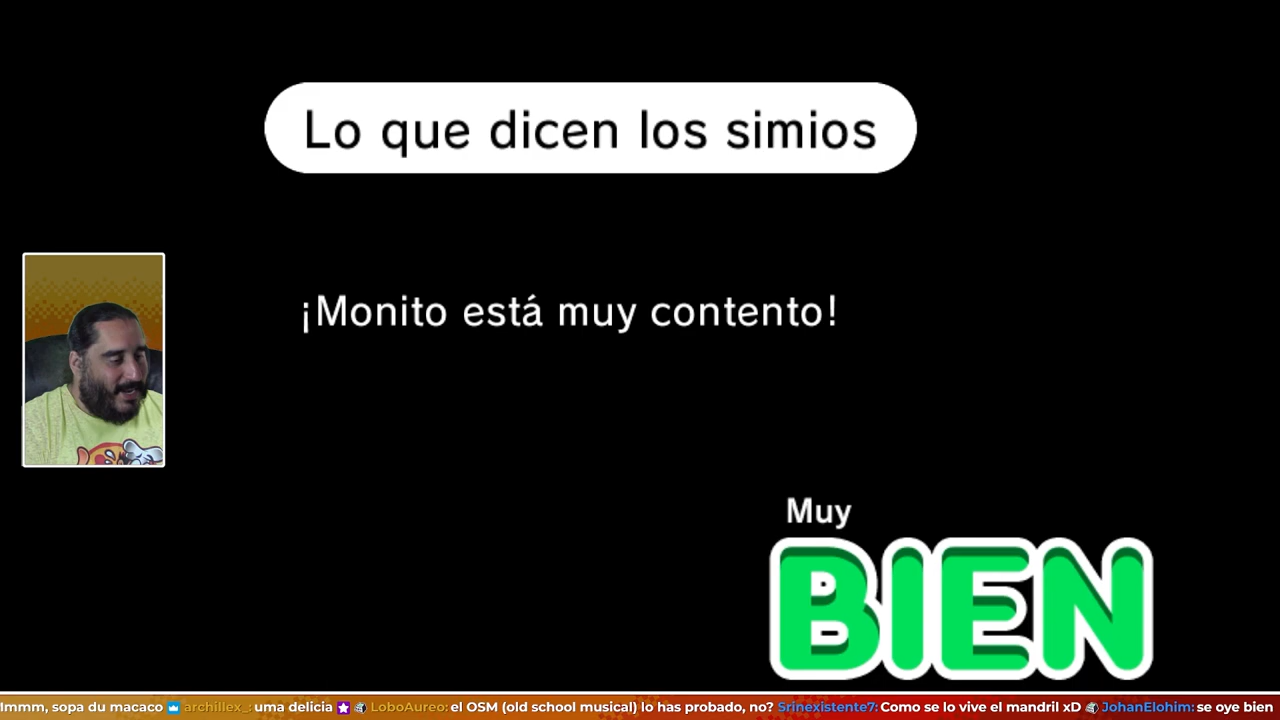 Lo que dicen los simios
¡Monito está muy contento!
Muy
BIEN
Mmm, sopa du macaco archillex_: uma delicia LoboAureo: el OSM (old school musical) lo has probado, no? Srinexistente7: Como se lo vive el mandril xD JohanElohim: se oye bien